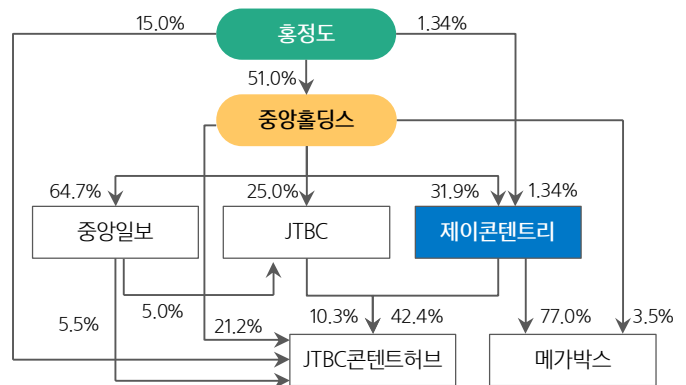 15.0%
홍정도
1.34%
51.0%
중앙홀딩스
64.7%
25.0%
31.9%
1.34%
중앙일보
JTBC
제이콘텐트리
5.5%
5.0%
21.2%
10.3%
42.4%
77.0%
3.5%
JTBC콘텐트허브
메가박스